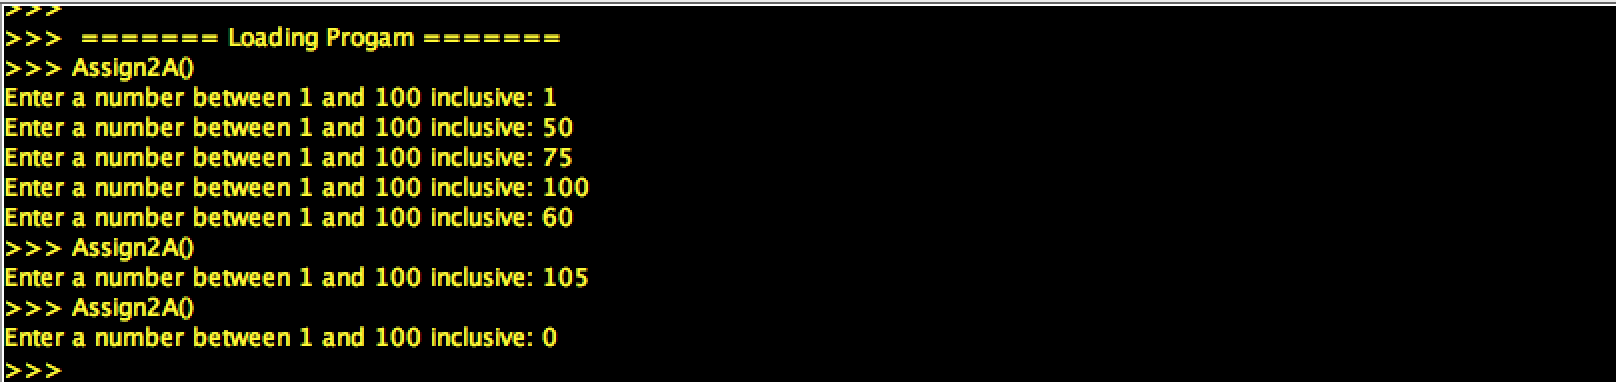 >>>
>>> ======= Loading Progam =======
>>> Assign2A()
Enter a number between 1 and 100 inclusive: 1
Enter a number between 1 and 100 inclusive: 50
Enter a number between 1 and 100 inclusive: 75
Enter a number between 1 and 100 inclusive: 100
Enter a number between 1 and 100 inclusive: 60
>>> Assign2A()
Enter a number between 1 and 100 inclusive: 105
>>> Assign2A()
Enter a number between 1 and 100 inclusive: 0
>>>